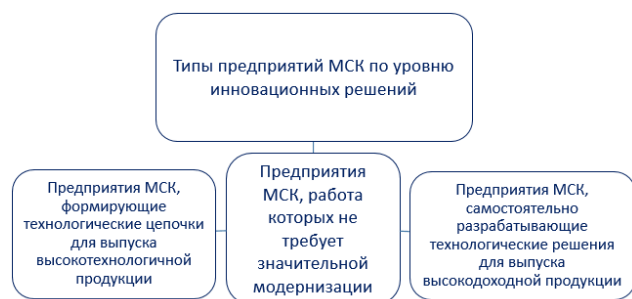 Типы предприятий МСК по уровню
инновационных решений
Предприятия МСК,
формирующие
технологические цепочки
для выпуска
высокотехнологичной
продукции
Предприятия
МСК, работа
которых не
требует
значительной
модернизации
Предприятия МСК,
самостоятельно
разрабатывающие
технологические решения
для выпуска
высокодоходной продукции